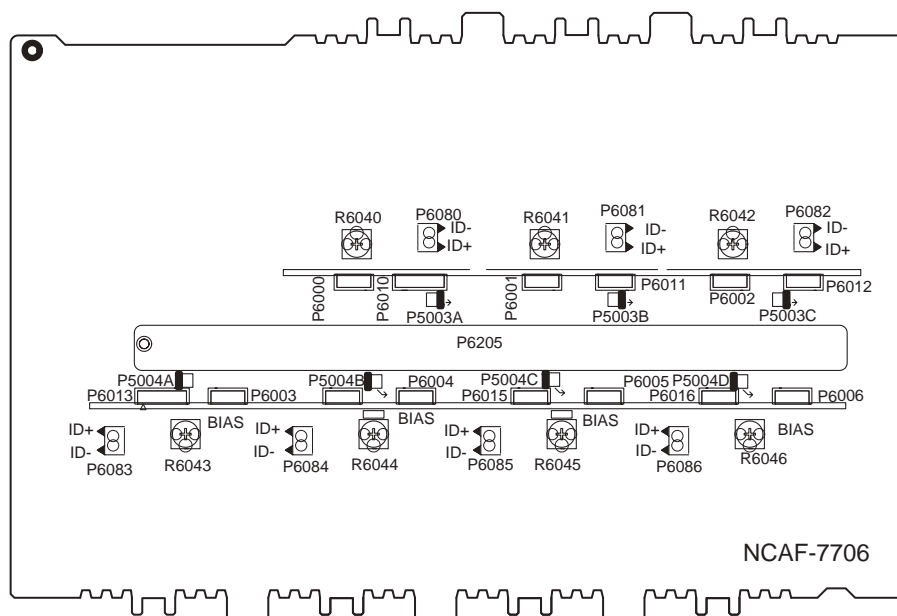 R6040 P6080 ID- ID+ R6041 P6081 ID- ID+ R6042 P6082 ID- ID+
P6000 P6010 P6001 P6011 P6002 P6012
P5003A P5003B P5003C
P6205
P5004A P5004B P6004 P5004C P6005 P5004D
P6013 P6003 P6015 P6016 P6006
BIAS BIAS BIAS BIAS
ID+ ID+ ID+ ID+
ID- ID- ID- ID-
P6083 R6043 P6084 R6044 P6085 R6045 P6086 R6046
NCAF-7706